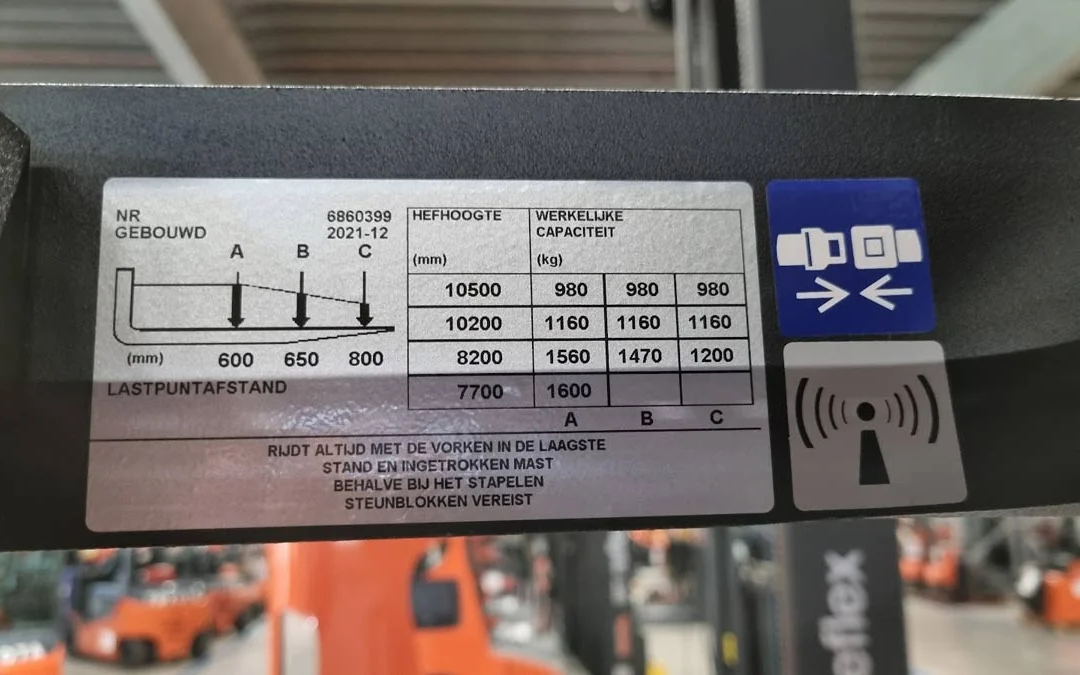 NR 6860399
GEBOUWD 2021-12
A B C
(mm) 600 650 800
LASTPUNTAFSTAND
HEFHOOGTE WERKELIJKE
CAPACITEIT
(mm) (kg)
10500 980 980 980
10200 1160 1160 1160
8200 1560 1470 1200
7700 1600
A B C
RIJDT ALTIJD MET DE VORKEN IN DE LAAGSTE
STAND EN INGETROKKEN MAST
BEHALVE BIJ HET STAPELEN
STEUNBLOKKEN VEREIST
eflex